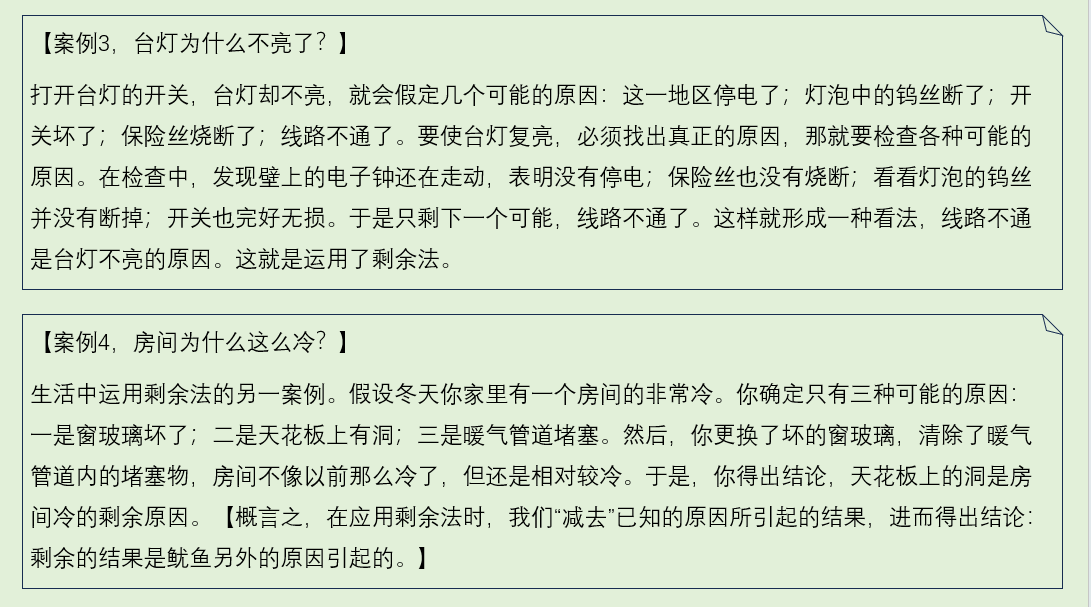 【案例3，台灯为什么不亮了？】
打开台灯的开关，台灯却不亮，就会假定几个可能的原因：这一地区停电了；灯泡中的钨丝断了；开
关坏了；保险丝烧断了；线路不通了。要使台灯复亮，必须找出真正的原因，那就要检查各种可能的
原因。在检查中，发现壁上的电子钟还在走动，表明没有停电；保险丝也没有烧断；看看灯泡的钨丝
并没有断掉；开关也完好无损。于是只剩下一个可能，线路不通了。这样就形成一种看法，线路不通
是台灯不亮的原因。这就是运用了剩余法。
【案例4，房间为什么这么冷？】
生活中运用剩余法的另一案例。假设冬天你家里有一个房间的非常冷。你确定只有三种可能的原因：
一是窗玻璃坏了；二是天花板上有洞；三是暖气管道堵塞。然后，你更换了坏的窗玻璃，清除了暖气
管道内的堵塞物，房间不像以前那么冷了，但还是相对较冷。于是，你得出结论，天花板上的洞是房
间冷的剩余原因。【概言之，在应用剩余法时，我们“减去”已知的原因所引起的结果，进而得出结论：
剩余的结果是鱿鱼另外的原因引起的。】